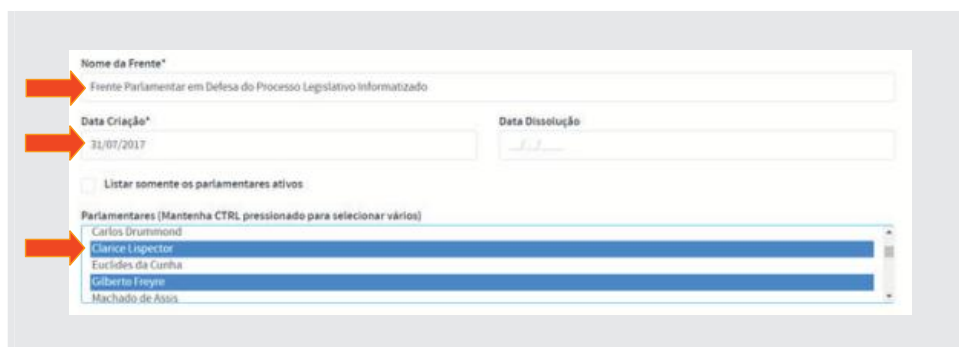 Nome da Frente*
Frente Parlamentar em Defesa do Processo Legislativo Informatizado
Data Criação*
Data Dissolução
31/07/2017
__/__/____
Listar somente os parlamentares ativos
Parlamentares (Mantenha CTRL pressionado para selecionar vários)
Carlos Drummond
Clarice Lispector
Euclides da Cunha
Gilberto Freyre
Machado de Assis